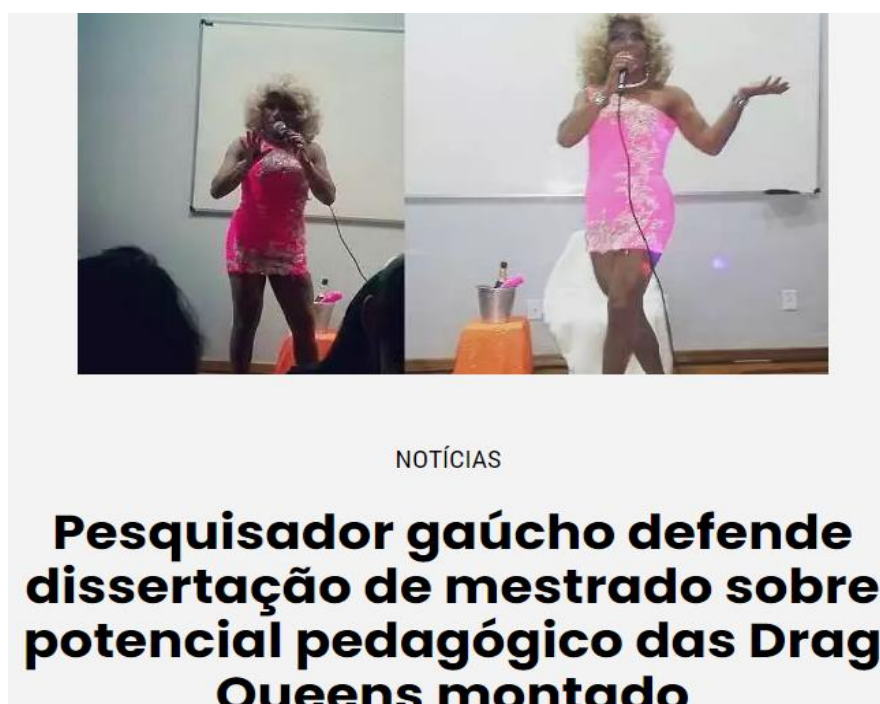 NOTÍCIAS
Pesquisador gaúcho defende
dissertação de mestrado sobre
potencial pedagógico das Drag
Queens montado